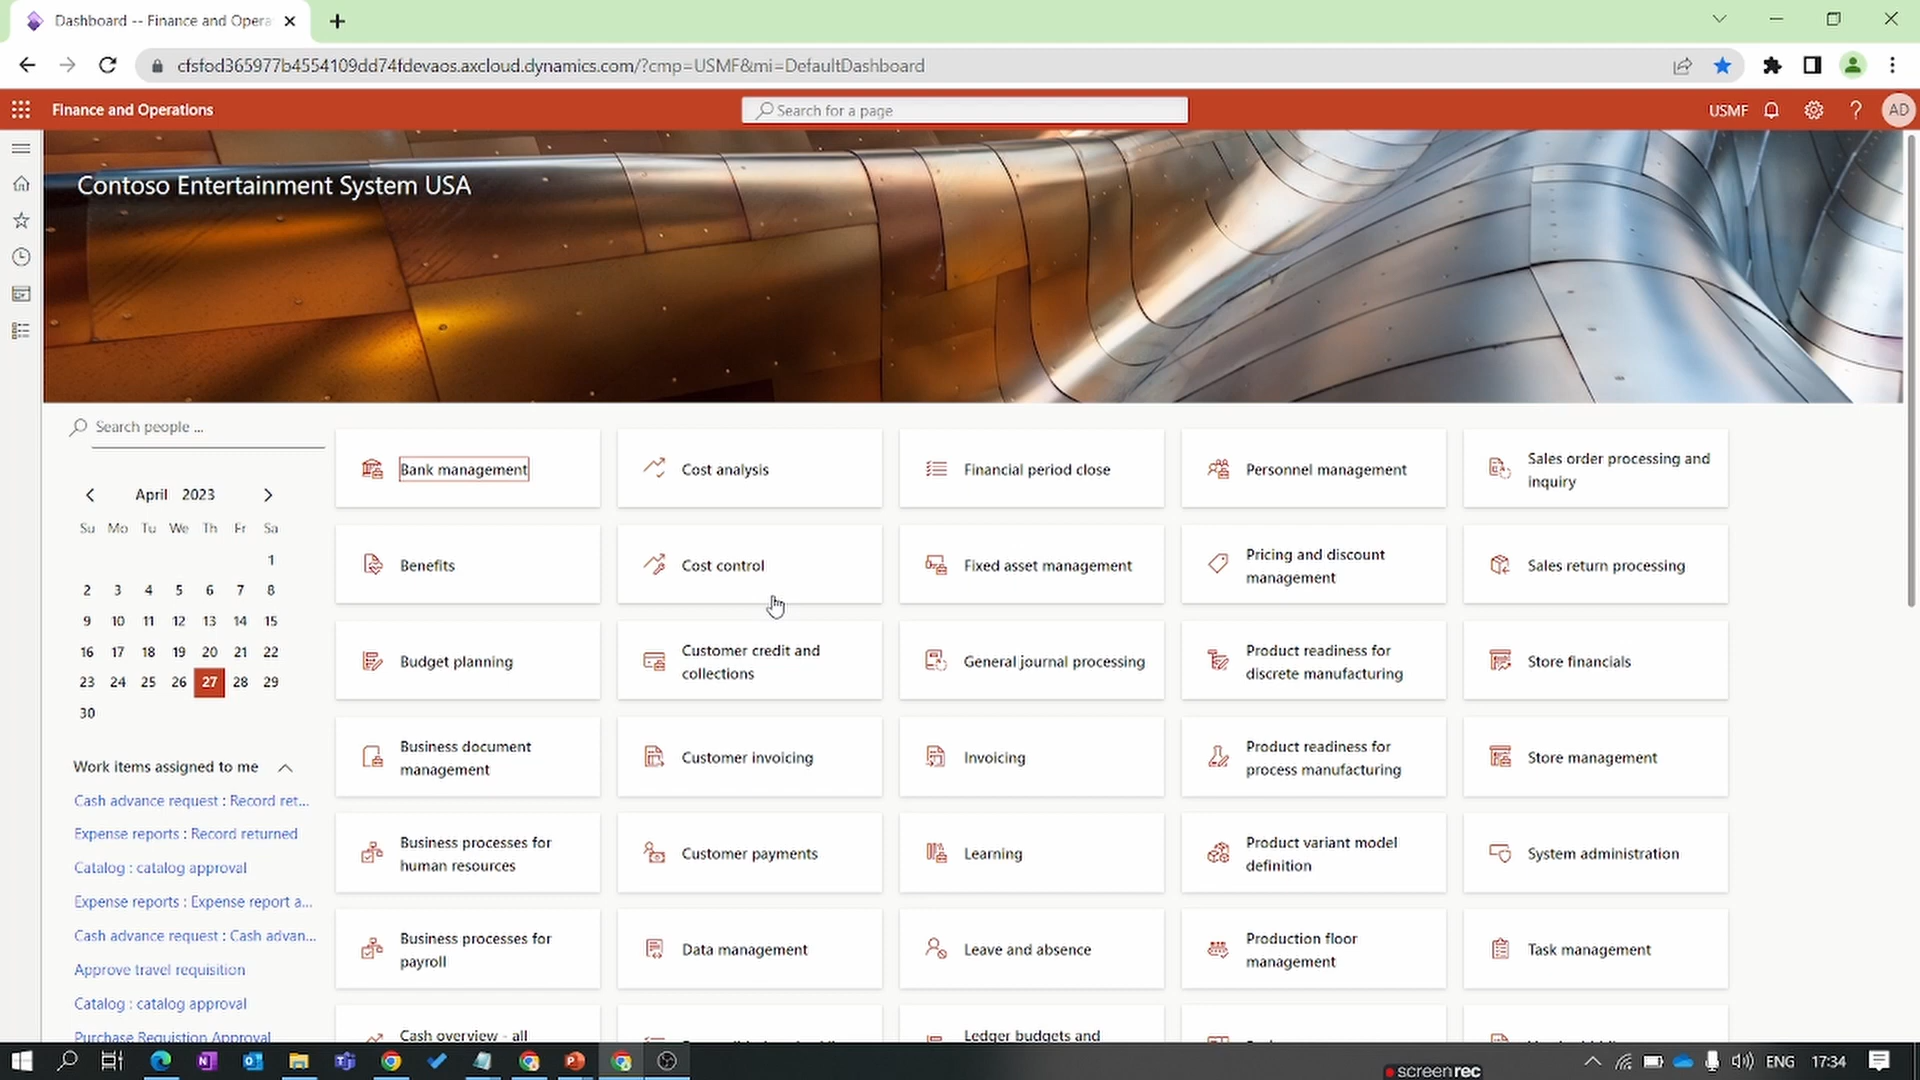 Dashboard -- Finance and Opera
cfsfod365977b4554109dd74fdevaos.axcloud.dynamics.com/?cmp=USMF&mi=DefaultDashboard
Finance and Operations
Search for a page
USMF
AD
Contoso Entertainment System USA
Search people ...
April 2023
Su Mo Tu We Th Fr Sa
1
2 3 4 5 6 7 8
9 10 11 12 13 14 15
16 17 18 19 20 21 22
23 24 25 26 27 28 29
30
Work items assigned to me
Cash advance request : Record ret...
Expense reports : Record returned
Catalog : catalog approval
Expense reports : Expense report a...
Cash advance request : Cash advan...
Approve travel requisition
Catalog : catalog approval
Purchase Requistion Approval
Bank management
Cost analysis
Financial period close
Personnel management
Sales order processing and
inquiry
Benefits
Cost control
Fixed asset management
Pricing and discount
management
Sales return processing
Budget planning
Customer credit and
collections
General journal processing
Product readiness for
discrete manufacturing
Store financials
Business document
management
Customer invoicing
Invoicing
Product readiness for
process manufacturing
Store management
Business processes for
human resources
Customer payments
Learning
Product variant model
definition
System administration
Business processes for
payroll
Data management
Leave and absence
Production floor
management
Task management
Cash overview - all
Ledger budgets and
ENG
17:34
screenrec